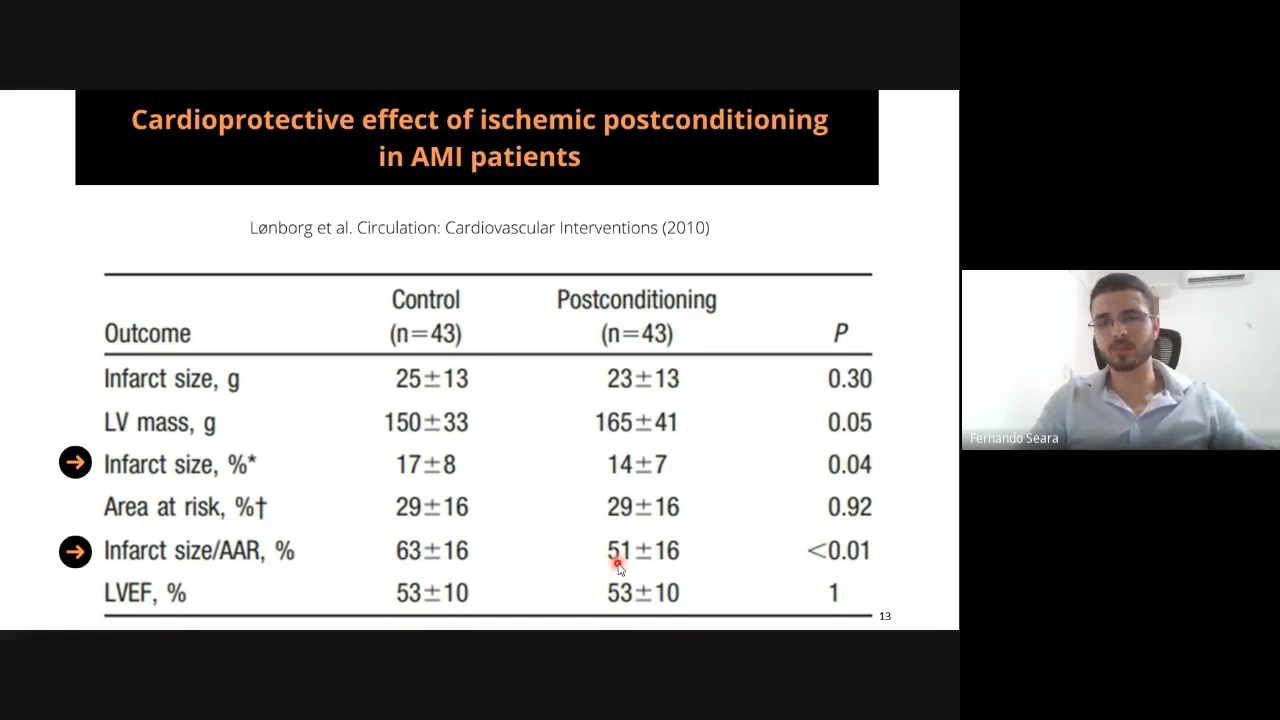 Cardioprotective effect of ischemic postconditioning
in AMI patients
Lønborg et al. Circulation: Cardiovascular Interventions (2010)
Control Postconditioning
Outcome (n=43) (n=43) P
Infarct size, g 25±13 23±13 0.30
LV mass, g 150±33 165±41 0.05
Infarct size, %* 17±8 14±7 0.04
Area at risk, %† 29±16 29±16 0.92
Infarct size/AAR, % 63±16 51±16 <0.01
LVEF, % 53±10 53±10 1
13
Fernando Seara